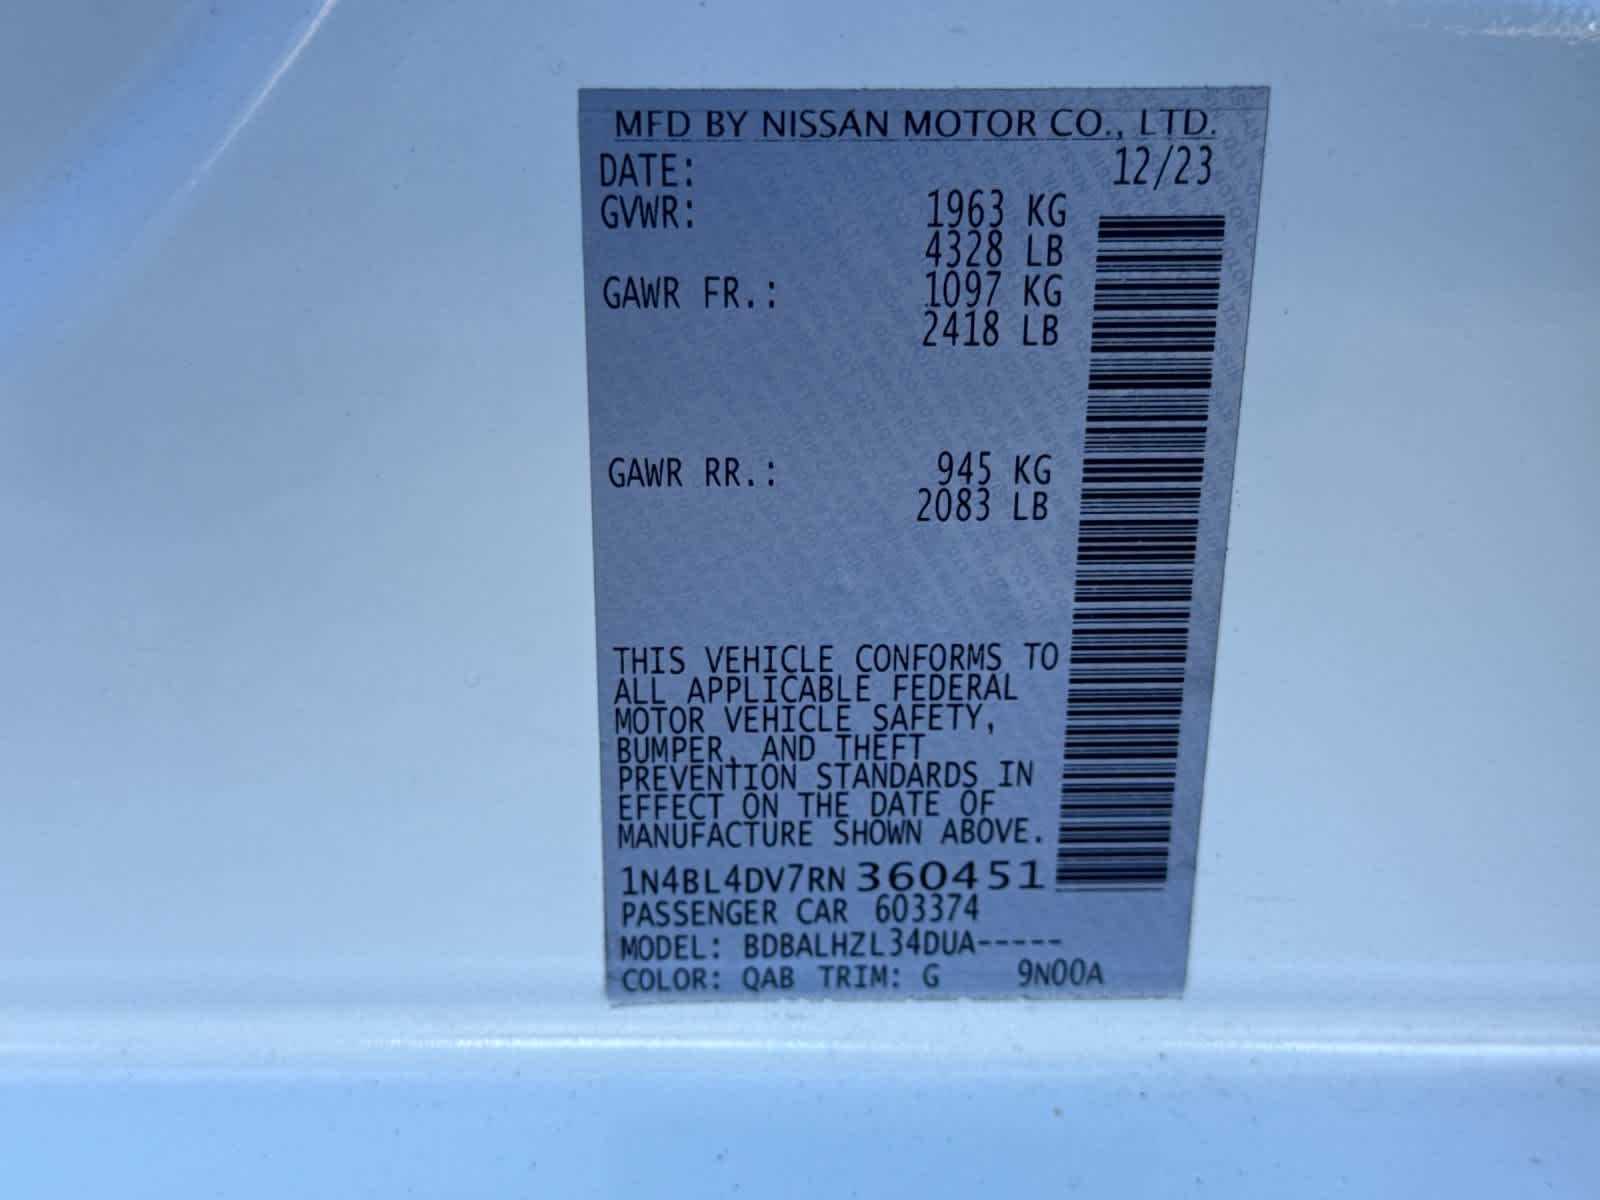 MFD BY NISSAN MOTOR CO., LTD.
DATE: 12/23
GVWR: 1963 KG
4328 LB
GAWR FR.: 1097 KG
2418 LB
GAWR RR.: 945 KG
2083 LB
THIS VEHICLE CONFORMS TO
ALL APPLICABLE FEDERAL
MOTOR VEHICLE SAFETY,
BUMPER, AND THEFT
PREVENTION STANDARDS IN
EFFECT ON THE DATE OF
MANUFACTURE SHOWN ABOVE.
1N4BL4DV7RN360451
PASSENGER CAR 603374
MODEL: BDBALHZL34DUA-----
COLOR: QAB TRIM: G 9N00A